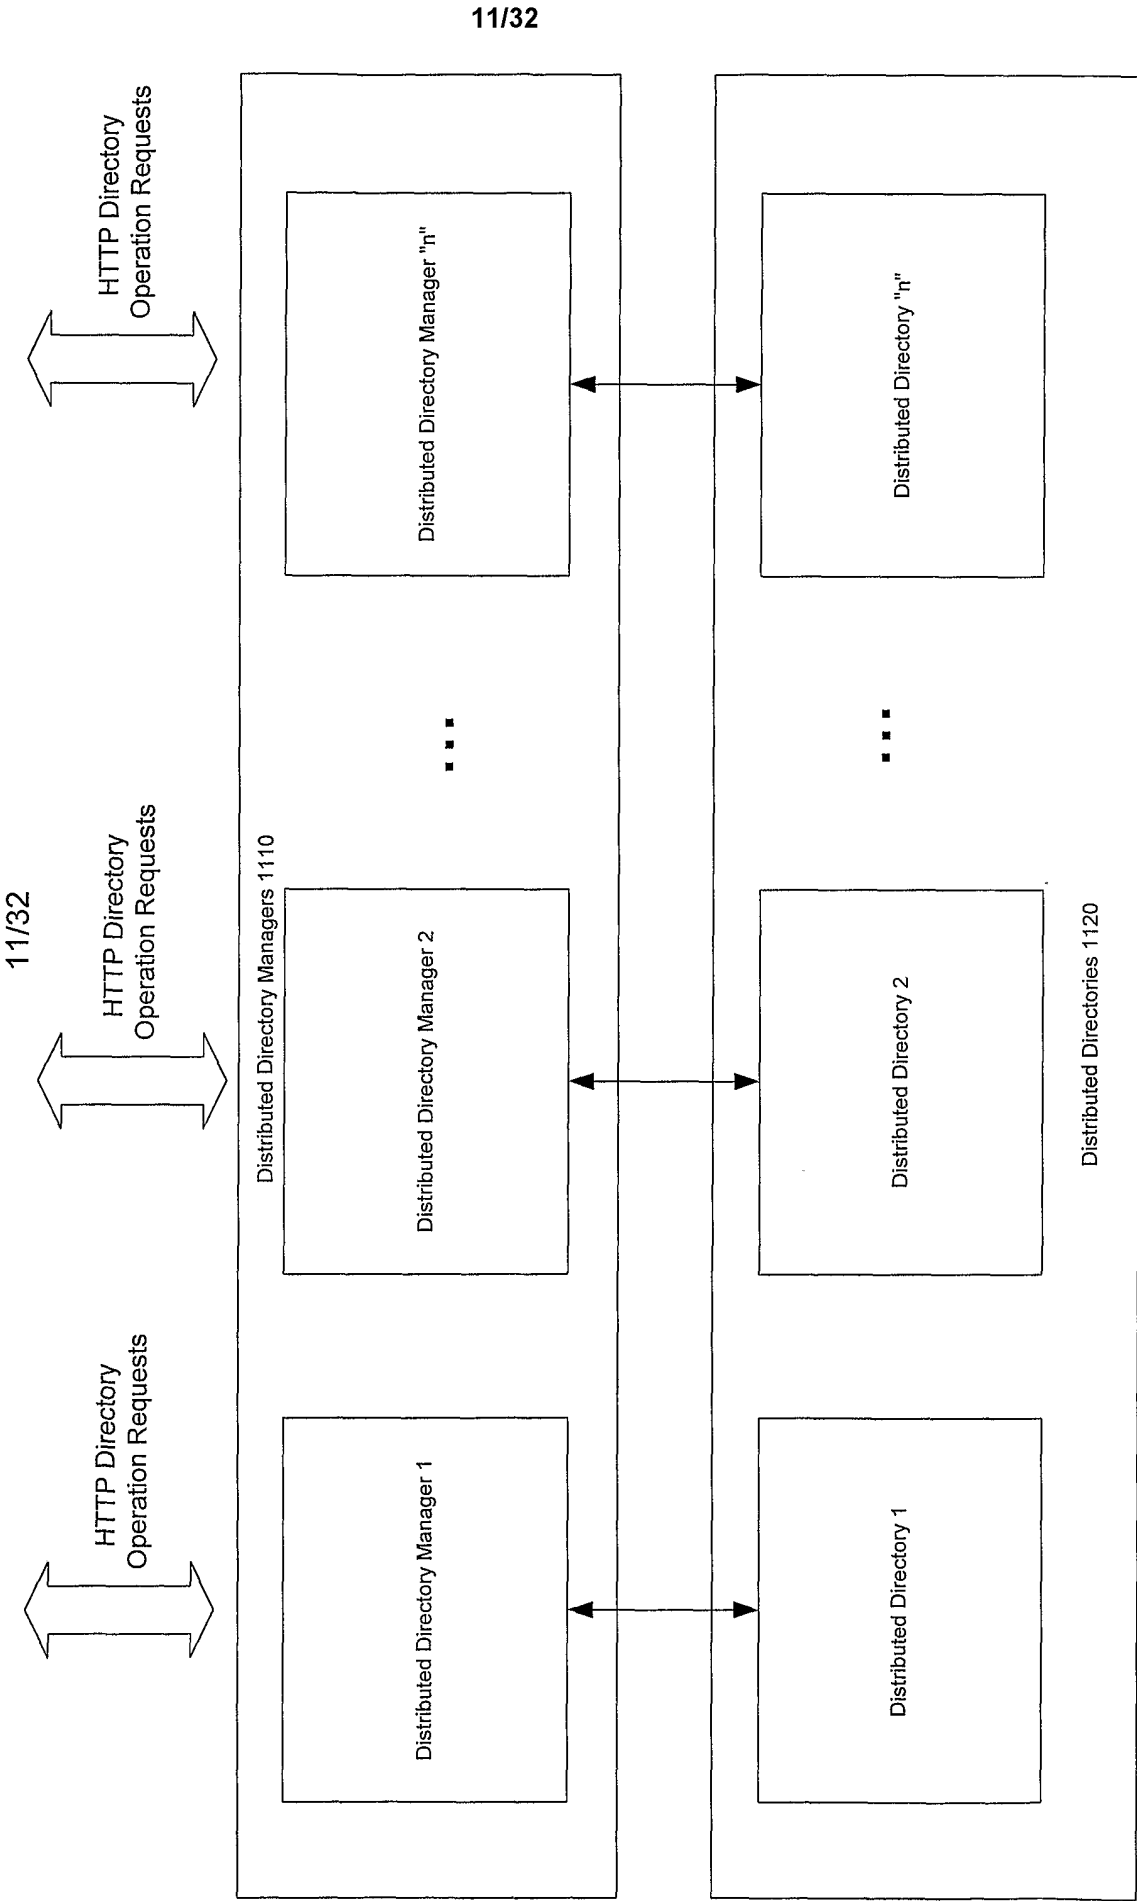 11/32
11/32
HTTP Directory
Operation Requests
HTTP Directory
Operation Requests
HTTP Directory
Operation Requests
Distributed Directory Managers 1110
Distributed Directory Manager 1
Distributed Directory Manager 2
...
Distributed Directory Manager "n"
Distributed Directory 1
Distributed Directory 2
...
Distributed Directory "n"
Distributed Directories 1120